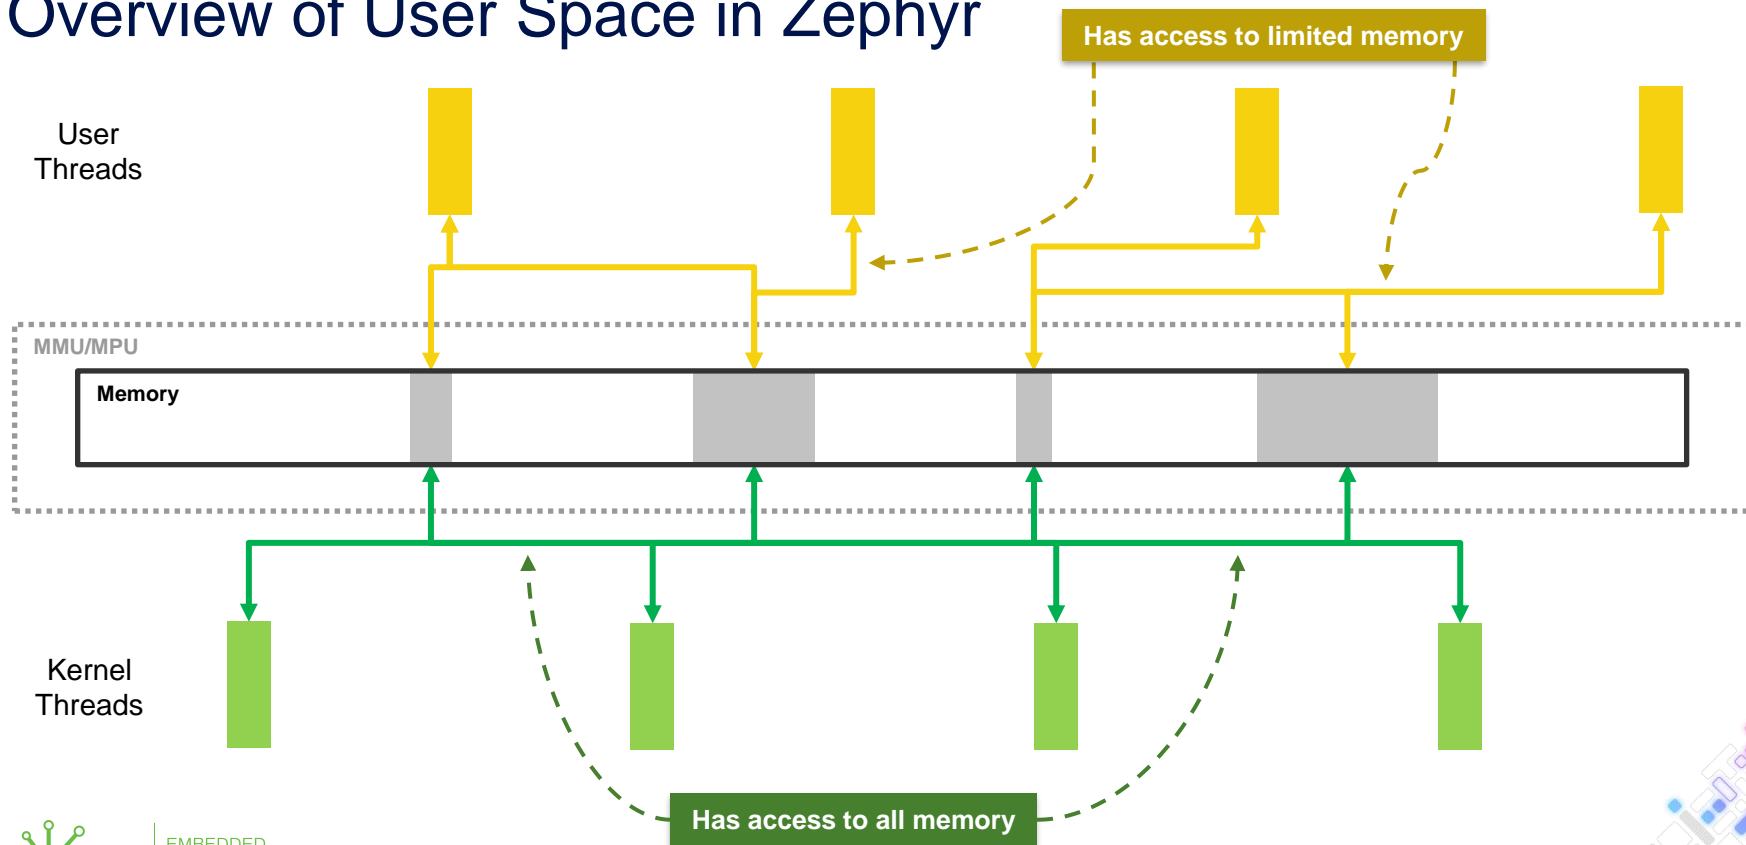 Overview of User Space in Zephyr
Has access to limited memory
User
Threads
MMU/MPU
Memory
Kernel
Threads
Has access to all memory
EMBEDDED